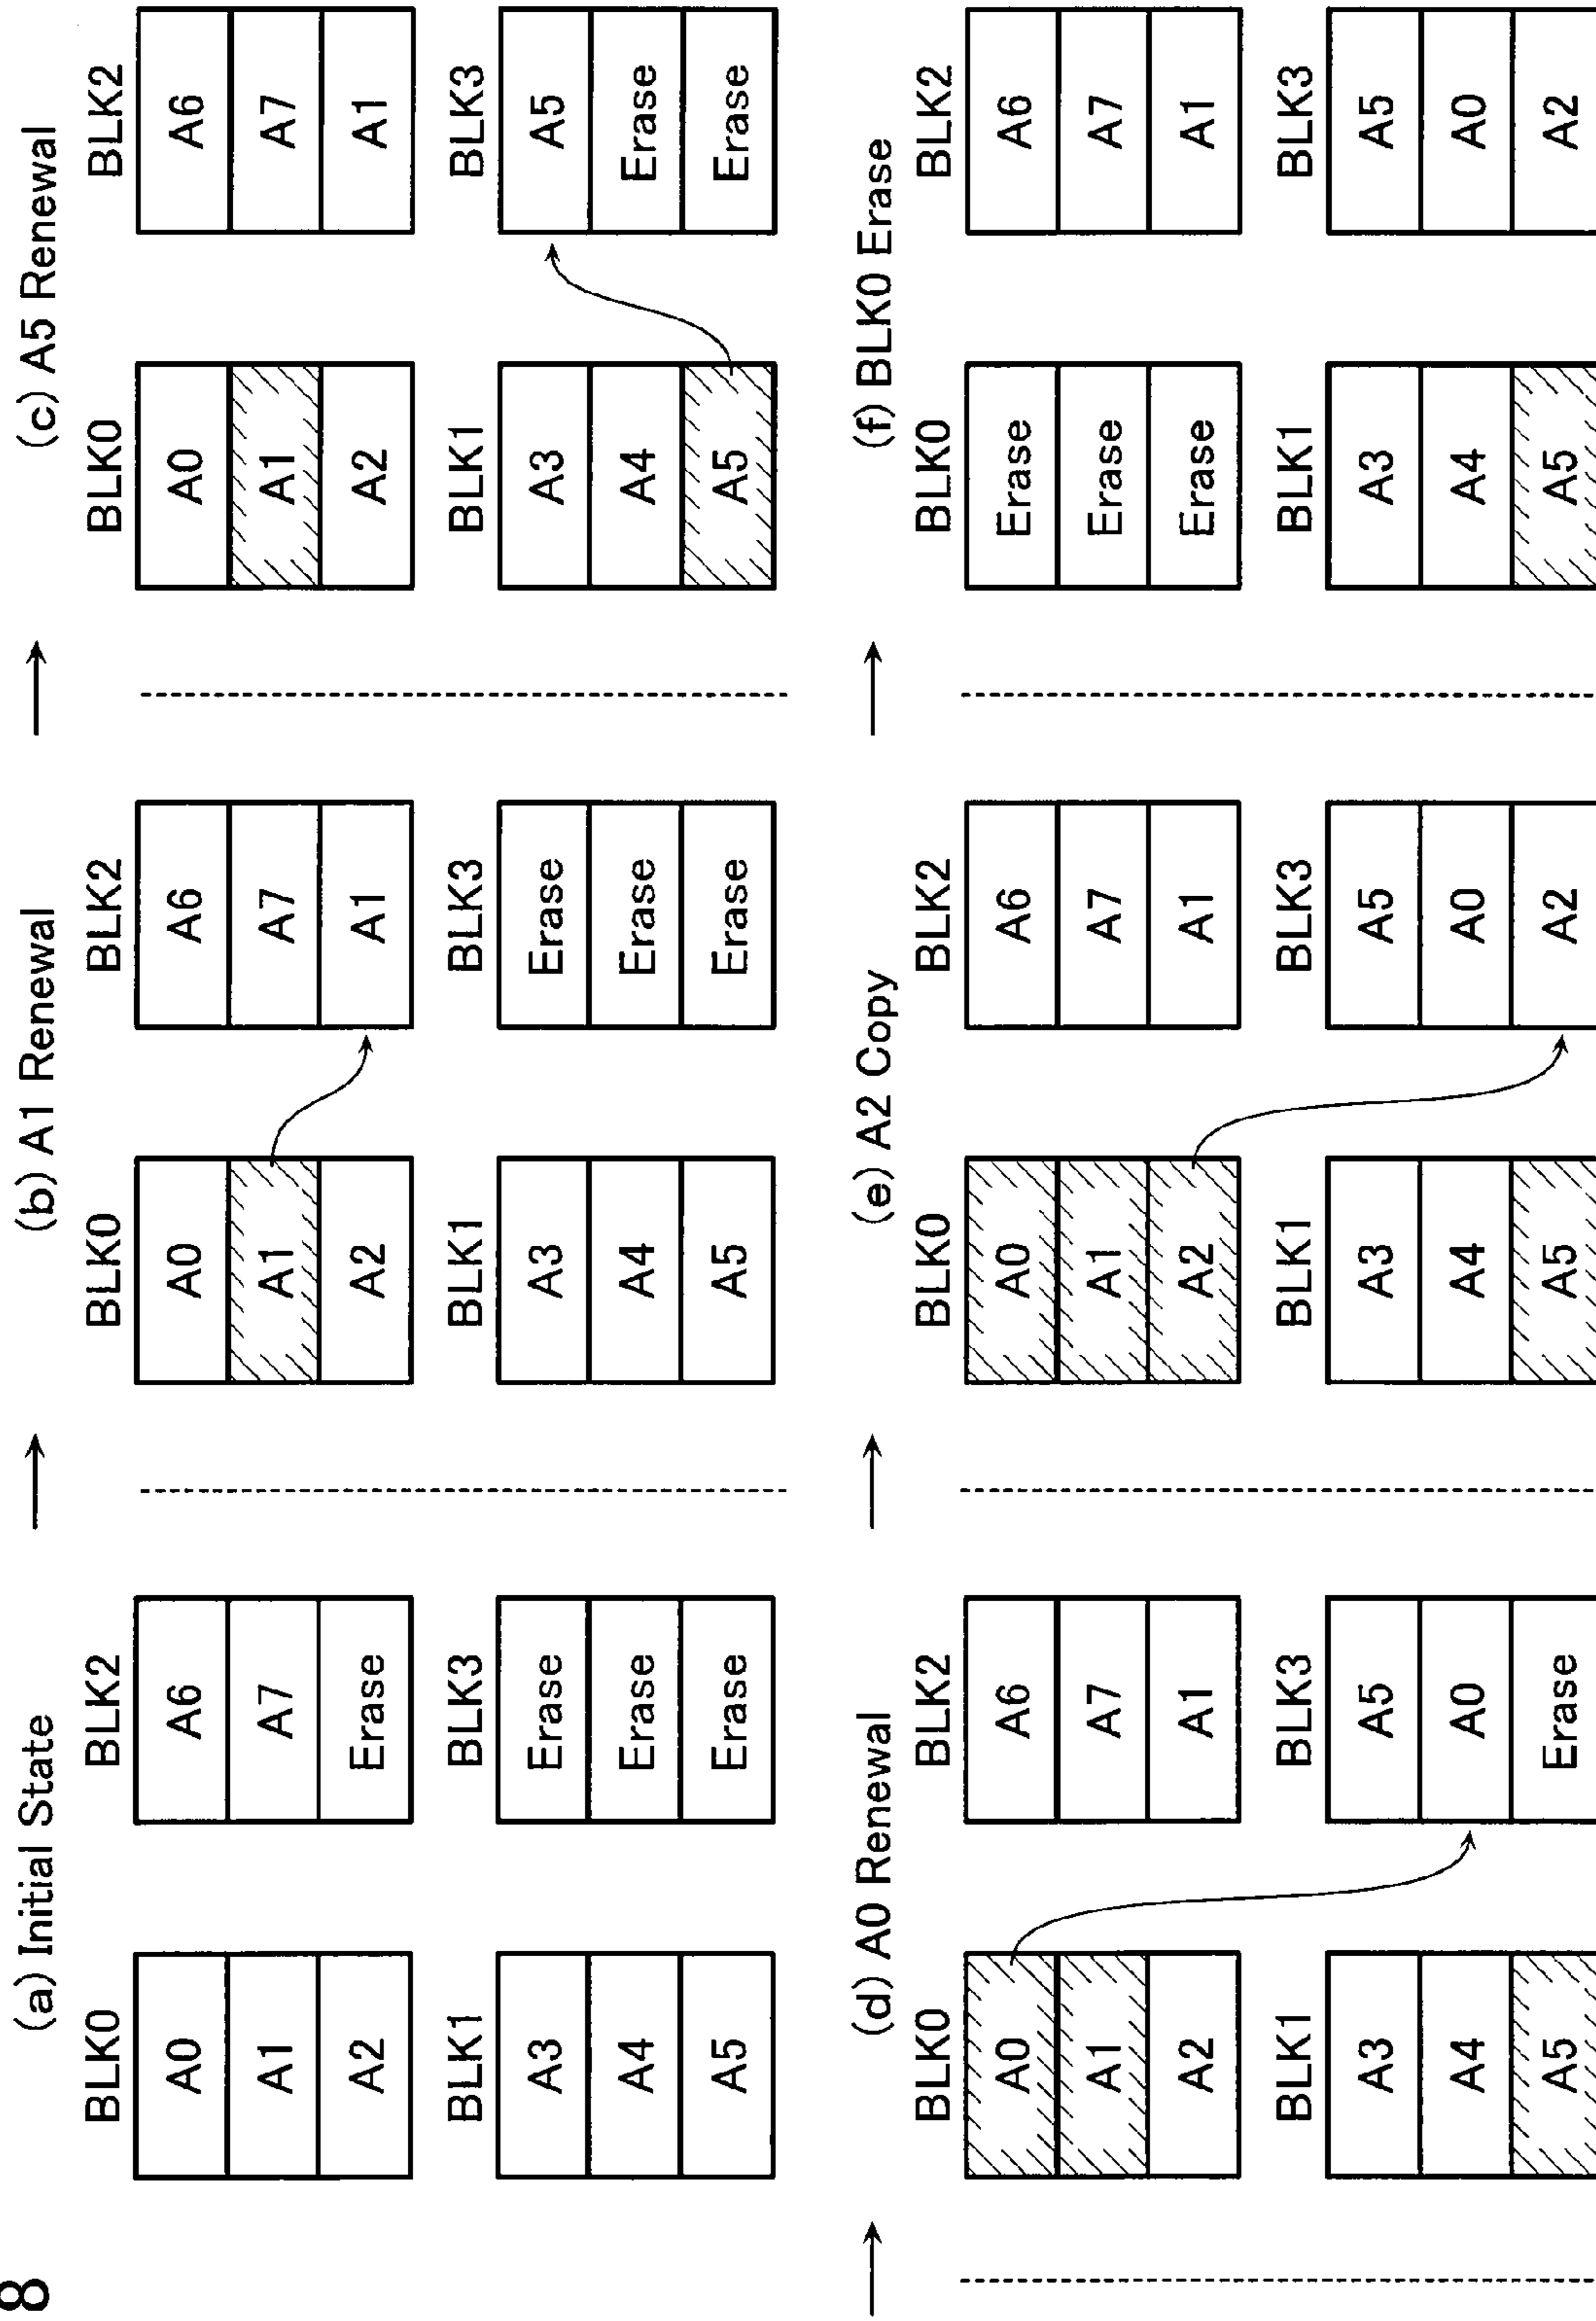 8
(a) Initial State
BLK0 BLK2
A0 A6
A1 A7
A2 Erase
BLK1 BLK3
A3 Erase
A4 Erase
A5 Erase
(b) A1 Renewal
BLK0 BLK2
A0 A6
A1 A7
A2 A1
BLK1 BLK3
A3 Erase
A4 Erase
A5 Erase
(c) A5 Renewal
BLK0 BLK2
A0 A6
A1 A7
A2 A1
BLK1 BLK3
A3 A5
A4 Erase
A5 Erase
(d) A0 Renewal
BLK0 BLK2
A0 A6
A1 A7
A2 A1
BLK1 BLK3
A3 A5
A4 A0
A5 Erase
(e) A2 Copy
BLK0 BLK2
A0 A6
A1 A7
A2 A1
BLK1 BLK3
A3 A5
A4 A0
A5 A2
(f) BLK0 Erase
BLK0 BLK2
Erase A6
Erase A7
Erase A1
BLK1 BLK3
A3 A5
A4 A0
A5 A2